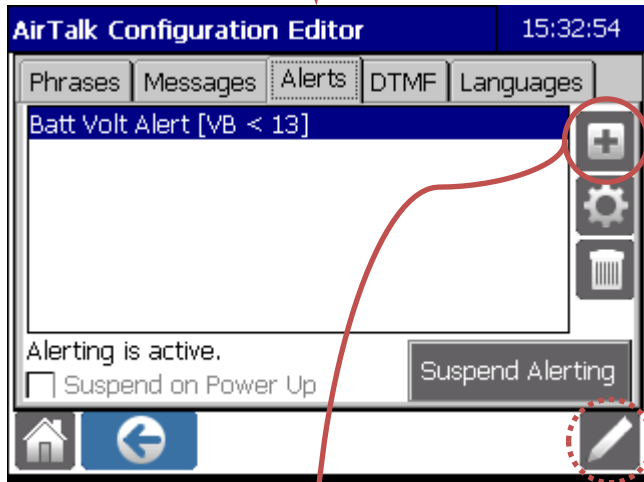 AirTalk Configuration Editor 15:32:54
Phrases Messages Alerts DTMF Languages
Batt Volt Alert [VB < 13]
Alerting is active.
Suspend on Power Up
Suspend Alerting